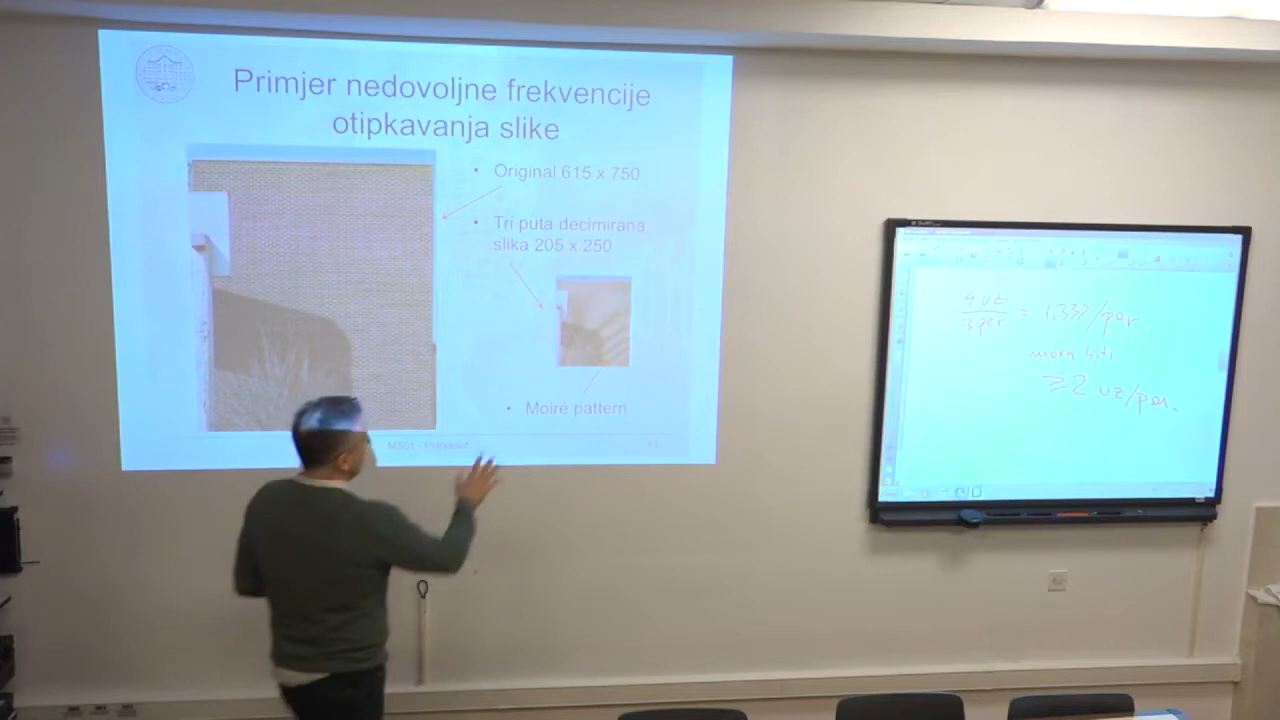 Primjer nedovoljne frekvencije
otipkavanja slike
• Original 615 x 750
• Tri puta decimirana
slika 205 x 250
• Moiré pattern
4 uz
3 per
= 1,333/per
mora biti
≥2 uz/per.